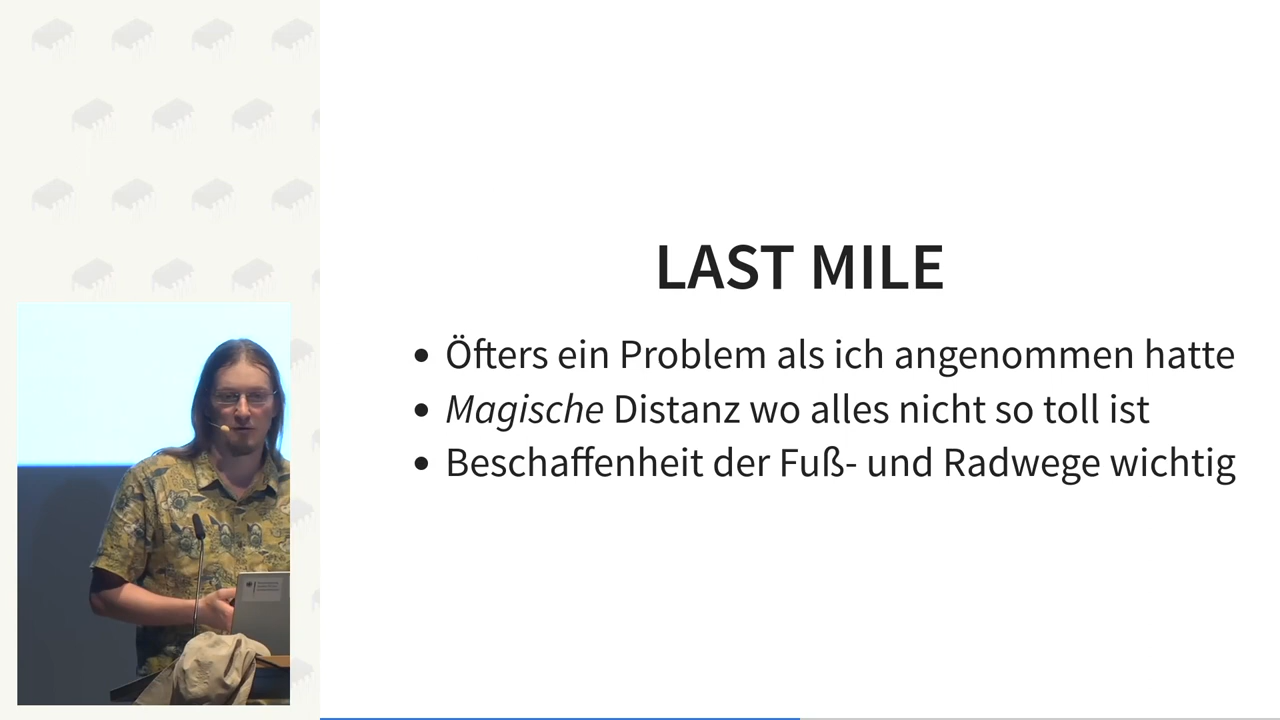 LAST MILE
Öfters ein Problem als ich angenommen hatte
Magische Distanz wo alles nicht so toll ist
Beschaffenheit der Fuß- und Radwege wichtig